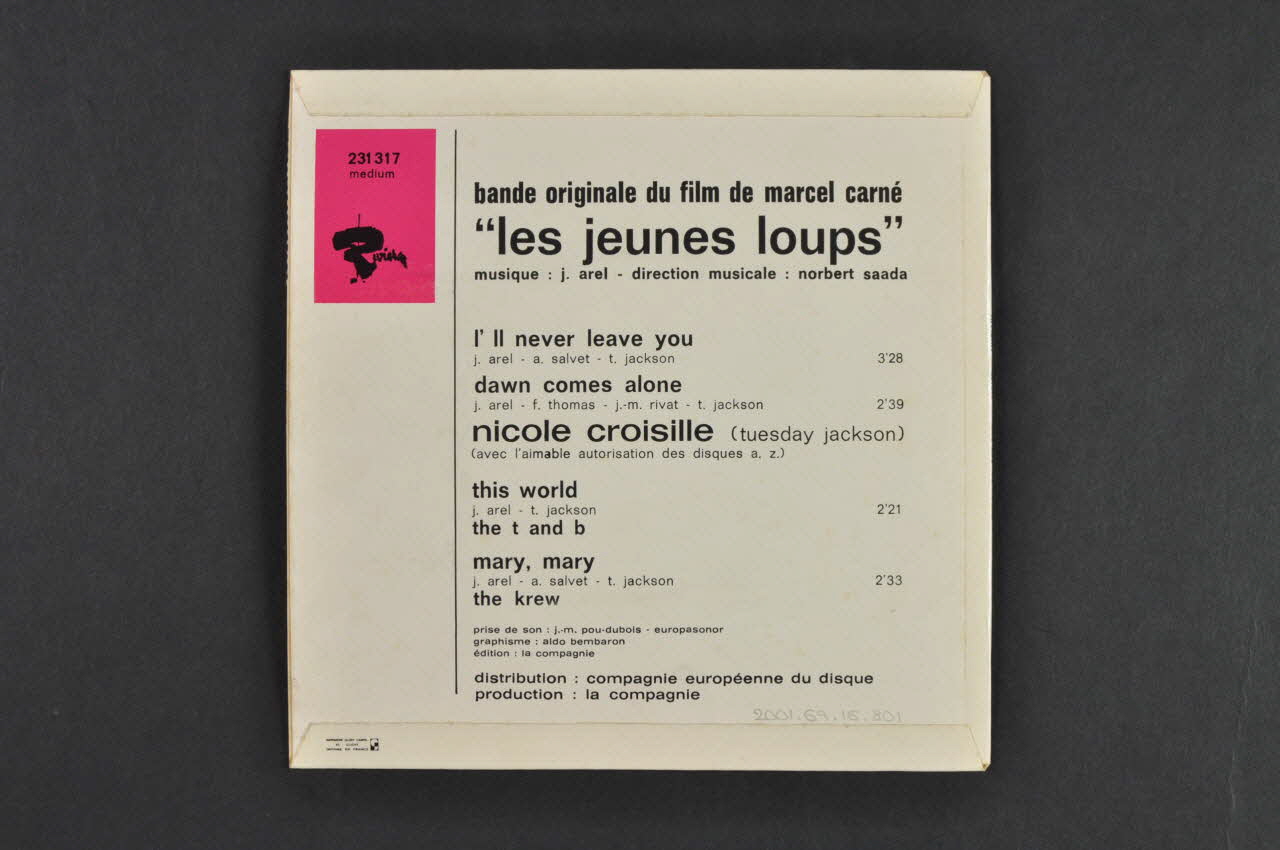 231317
medium
Riviera
bande originale du film de marcel carné
“les jeunes loups”
musique : j. arel - direction musicale : norbert saada
I' ll never leave you
j. arel - a. salvet - t. jackson 3'28
dawn comes alone
j. arel - f. thomas - j.-m. rivat - t. jackson 2'39
nicole croisille (tuesday jackson)
(avec l'aimable autorisation des disques a. z.)
this world
j. arel - t. jackson 2'21
the t and b
mary, mary
j. arel - a. salvet - t. jackson 2'33
the krew
prise de son : j.-m. pou-dubois - europasonor
graphisme : aldo bembaron
édition : la compagnie
distribution : compagnie européenne du disque
production : la compagnie
2001.69.15.801